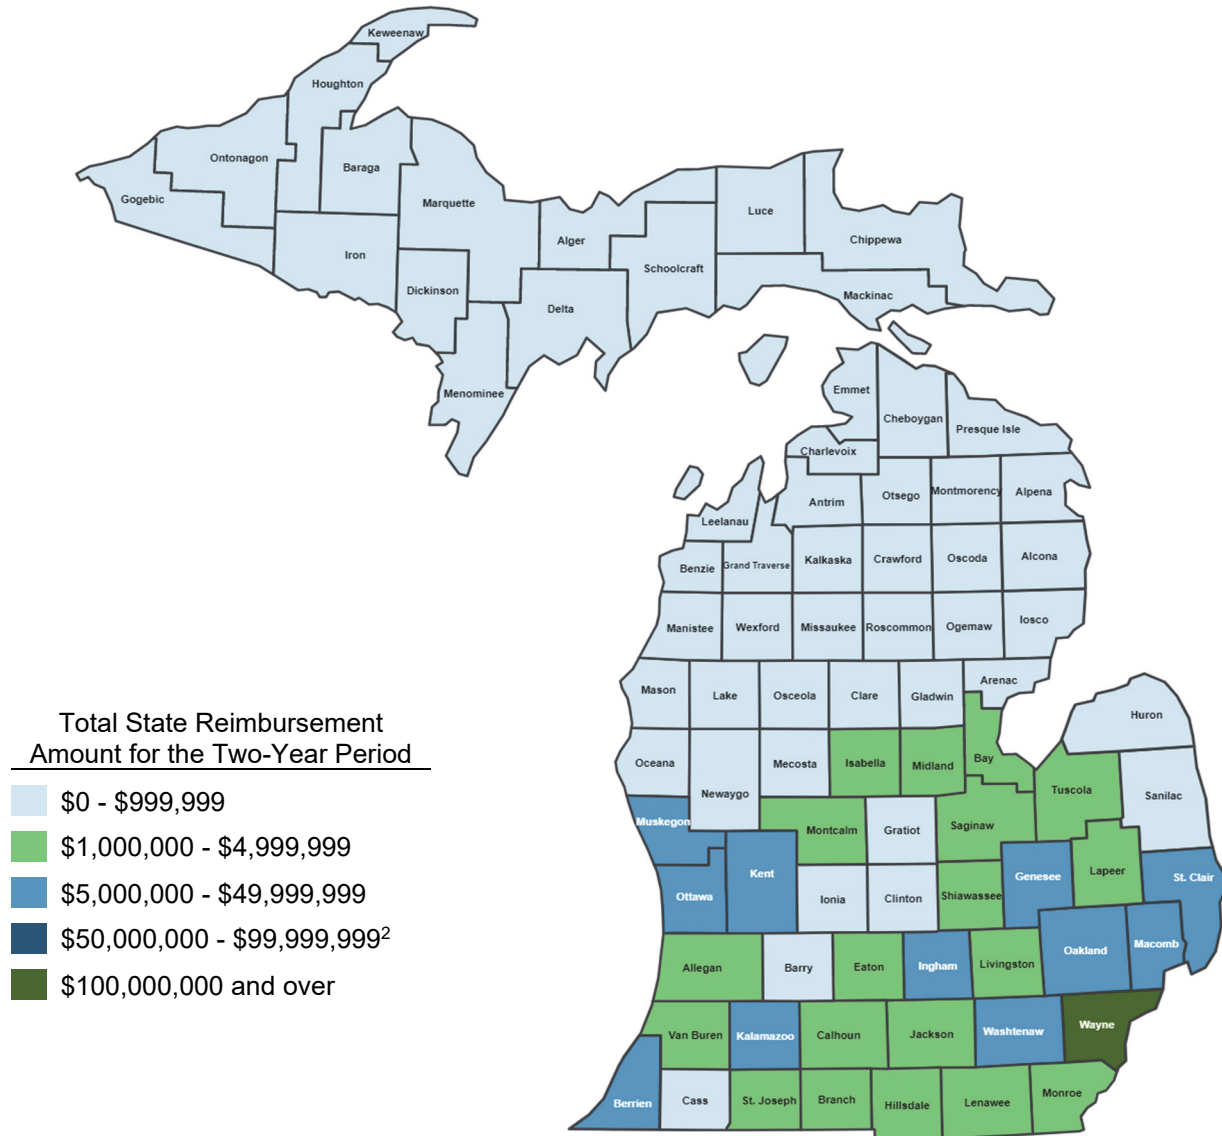 Keweenaw
Houghton
Ontonagon
Baraga
Gogebic
Marquette
Luce
Alger
Chippewa
Iron
Schoolcraft
Dickinson
Mackinac
Delta
Menominee
Emmet
Cheboygan
Presque Isle
Charlevoix
Antrim
Otsego
Montmorency
Alpena
Leelanau
Benzie
Grand Traverse
Kalkaska
Crawford
Oscoda
Alcona
Manistee
Wexford
Missaukee
Roscommon
Ogemaw
Iosco
Mason
Lake
Osceola
Clare
Gladwin
Arenac
Huron
Oceana
Newaygo
Mecosta
Isabella
Midland
Bay
Tuscola
Sanilac
Muskegon
Montcalm
Gratiot
Saginaw
Kent
Ottawa
Ionia
Clinton
Shiawassee
Genesee
Lapeer
St. Clair
Allegan
Barry
Eaton
Ingham
Livingston
Oakland
Macomb
Van Buren
Kalamazoo
Calhoun
Jackson
Washtenaw
Wayne
Berrien
Cass
St. Joseph
Branch
Hillsdale
Lenawee
Monroe
Total State Reimbursement
Amount for the Two-Year Period
$0 - $999,999
$1,000,000 - $4,999,999
$5,000,000 - $49,999,999
$50,000,000 - $99,999,999²
$100,000,000 and over